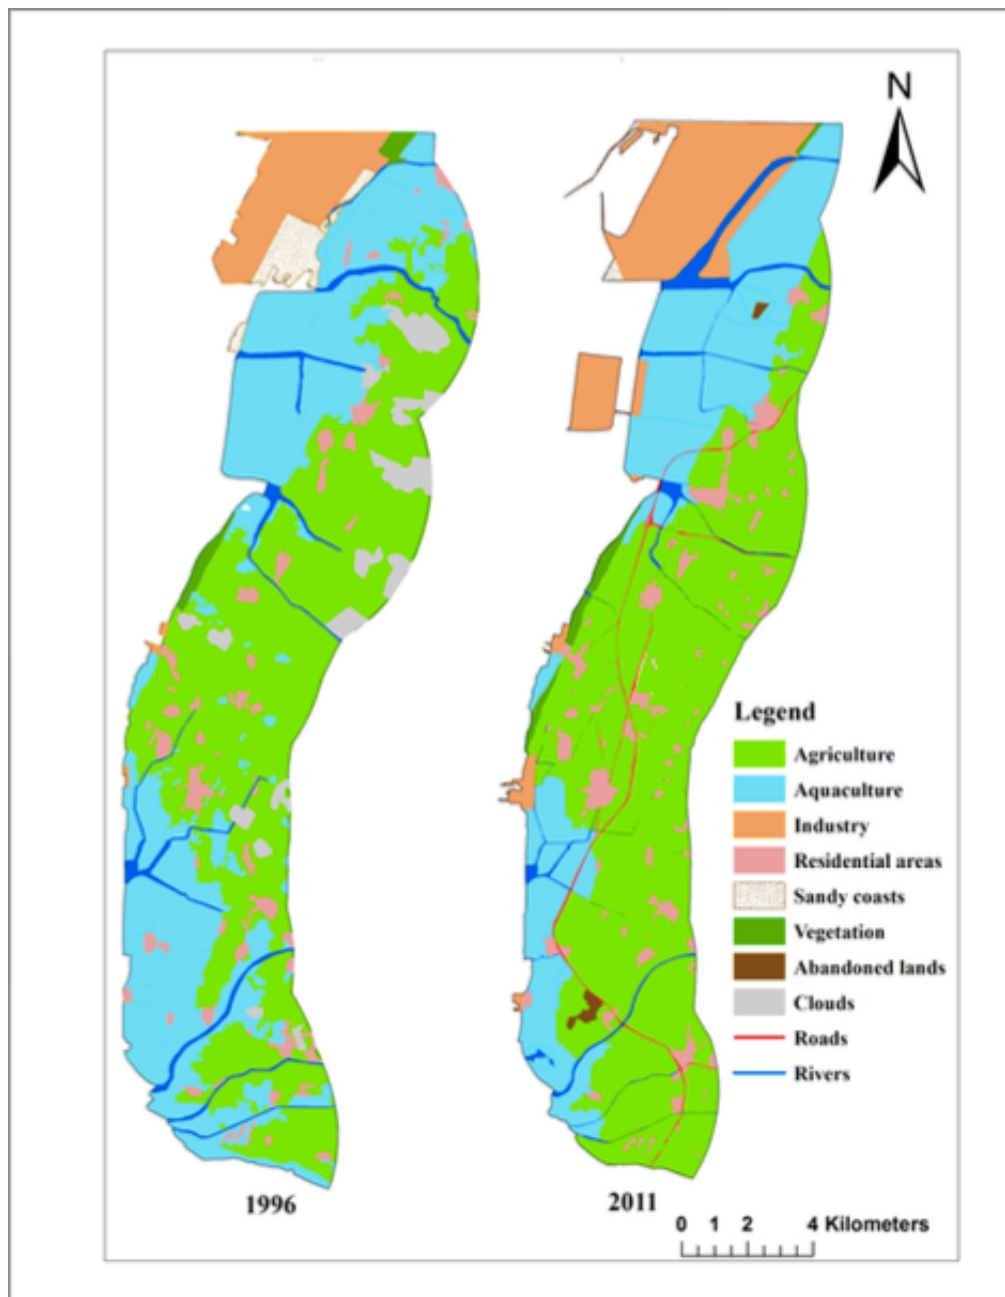 N
Legend
Agriculture
Aquaculture
Industry
Residential areas
Sandy coasts
Vegetation
Abandoned lands
Clouds
Roads
Rivers
1996
2011
0 1 2 4 Kilometers